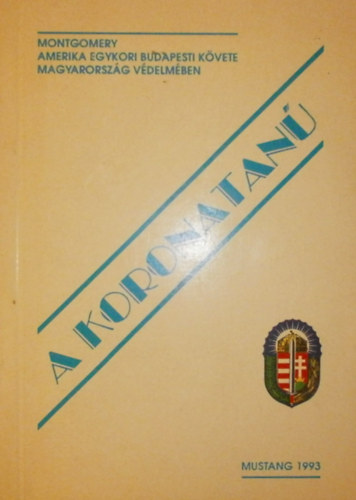 MONTGOMERY
AMERIKA EGYKORI BUDAPESTI KÖVETE
MAGYARORSZÁG VÉDELMÉBEN
A KORONATANÚ
MUSTANG 1993